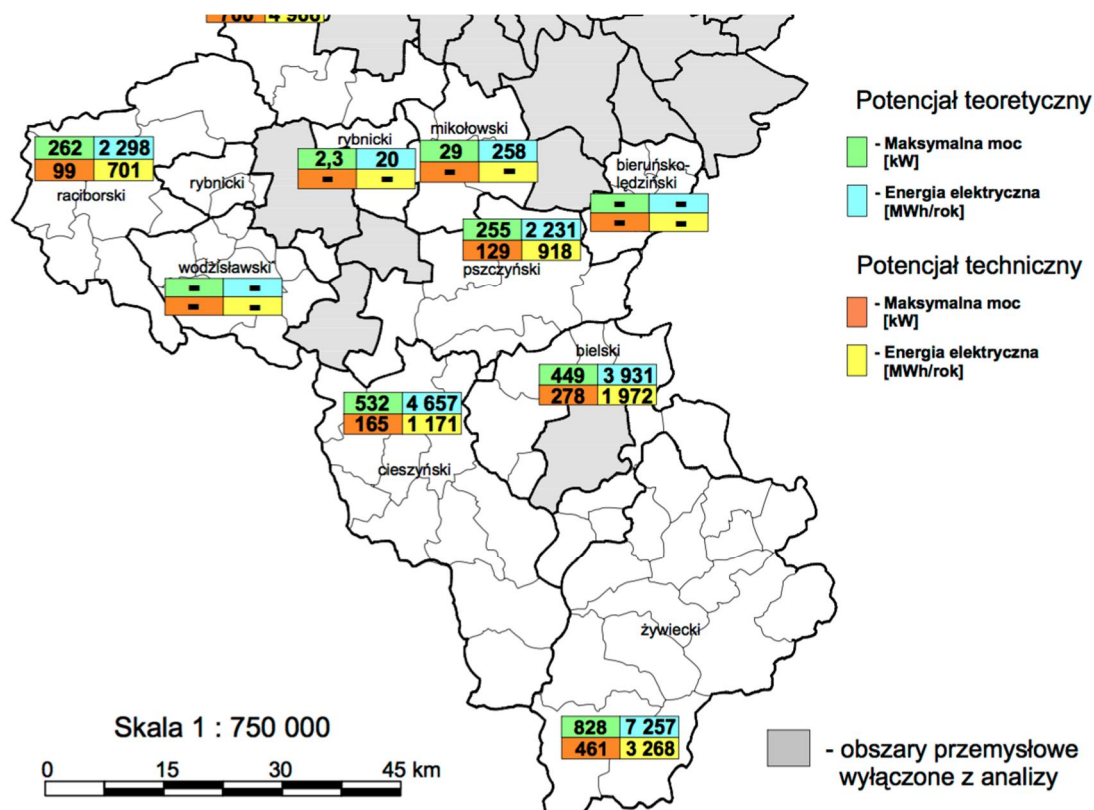 700 4 988
262 2 298
99 701
raciborski
rybnicki
rybnicki
2,3 20
- -
mikołowski
29 258
- -
bieruńsko-
lędziński
- -
- -
255 2 231
129 918
pszczyński
wodzisławski
- -
- -
bielski
449 3 931
278 1 972
532 4 657
165 1 171
cieszyński
żywiecki
828 7 257
461 3 268
Potencjał teoretyczny
- Maksymalna moc
[kW]
- Energia elektryczna
[MWh/rok]
Potencjał techniczny
- Maksymalna moc
[kW]
- Energia elektryczna
[MWh/rok]
Skala 1 : 750 000
0 15 30 45 km
- obszary przemysłowe
wyłączone z analizy